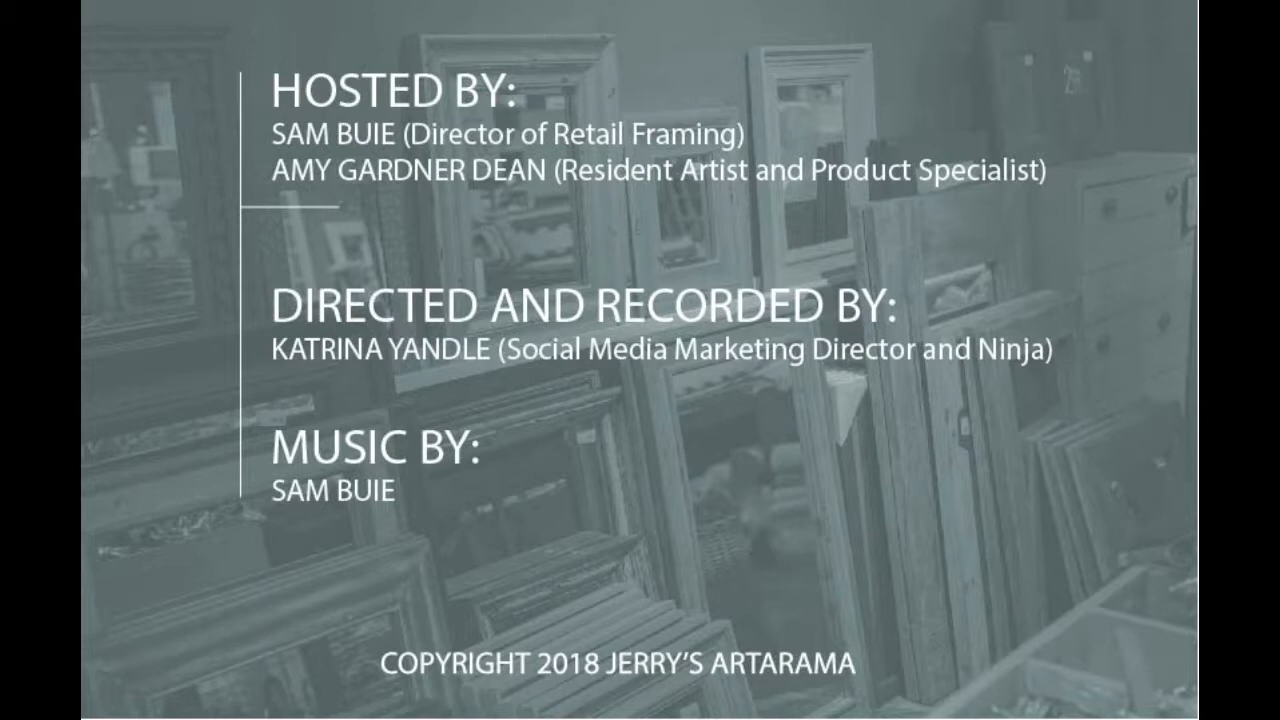 HOSTED BY:
SAM BUIE (Director of Retail Framing)
AMY GARDNER DEAN (Resident Artist and Product Specialist)
DIRECTED AND RECORDED BY:
KATRINA YANDLE (Social Media Marketing Director and Ninja)
MUSIC BY:
SAM BUIE
COPYRIGHT 2018 JERRY'S ARTARAMA